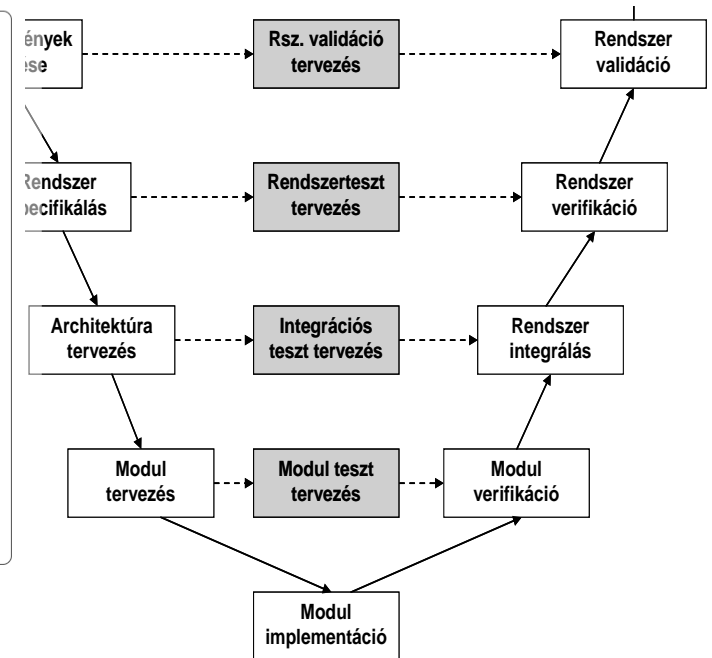 ények
ése
Rsz. validáció
tervezés
Rendszer
validáció
Rendszer
pecifikálás
Rendszerteszt
tervezés
Rendszer
verifikáció
Architektúra
tervezés
Integrációs
teszt tervezés
Rendszer
integrálás
Modul
tervezés
Modul teszt
tervezés
Modul
verifikáció
Modul
implementáció